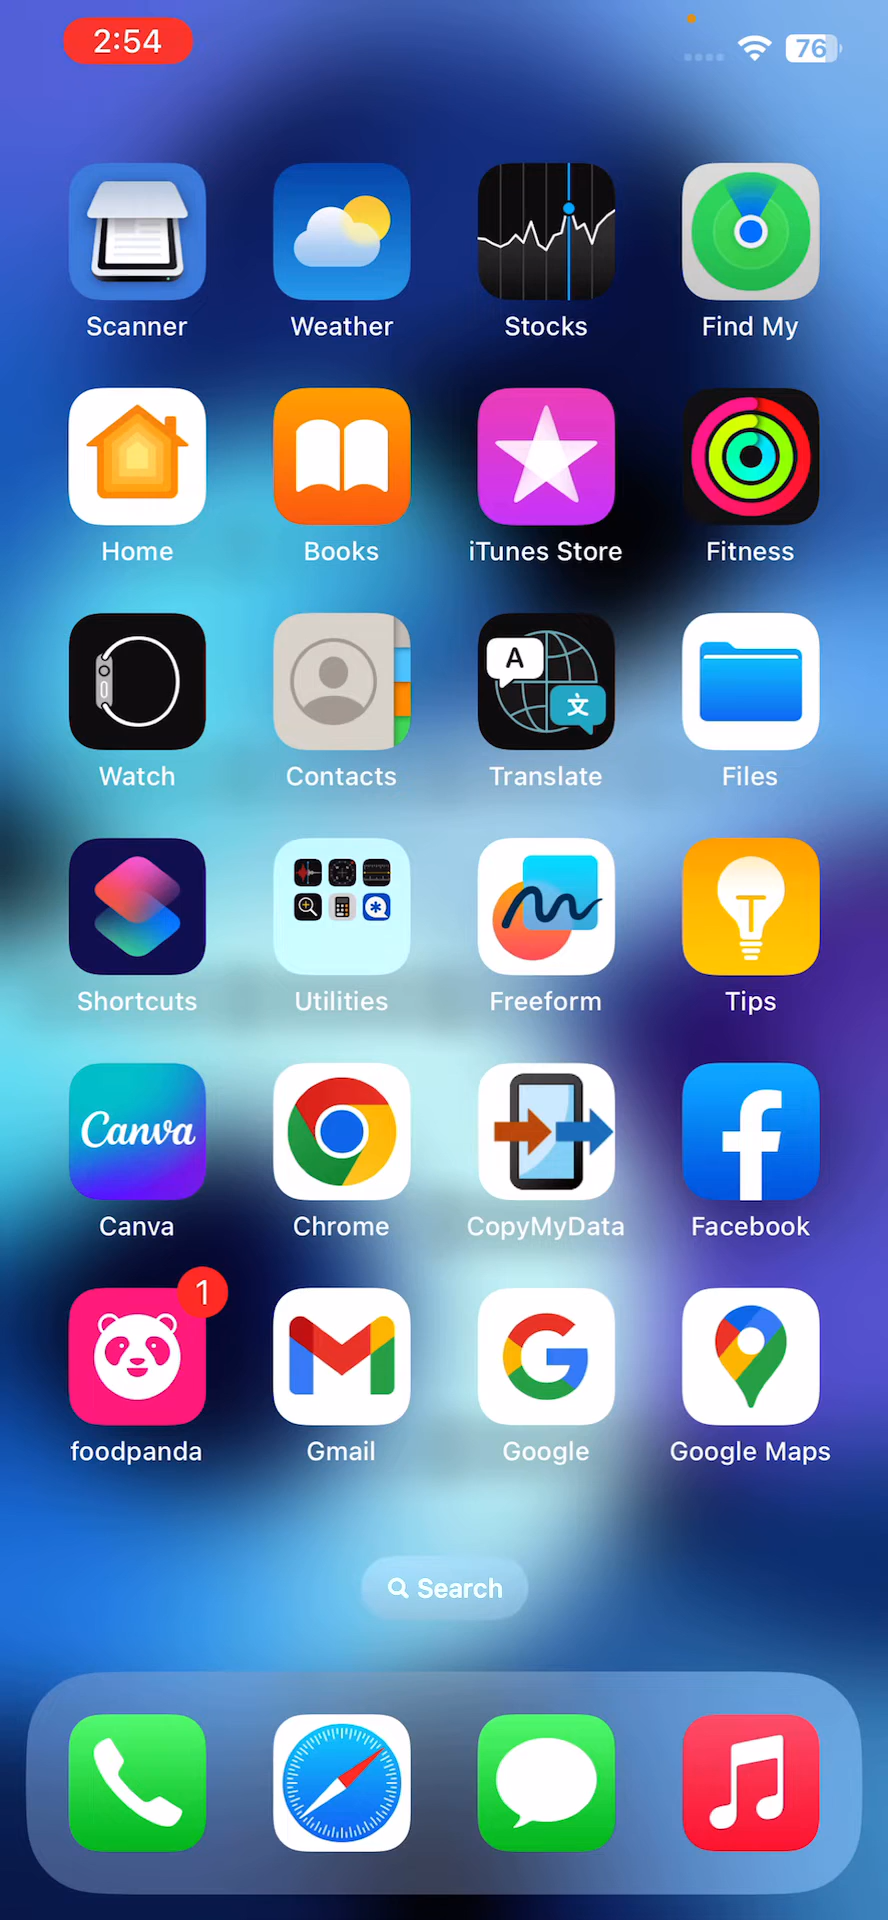 2:54
76
Scanner
Weather
Stocks
Find My
Home
Books
iTunes Store
Fitness
A
文
Watch
Contacts
Translate
Files
T
Shortcuts
Utilities
Freeform
Tips
Canva
Canva
Chrome
CopyMyData
Facebook
1
foodpanda
Gmail
Google
Google Maps
Search